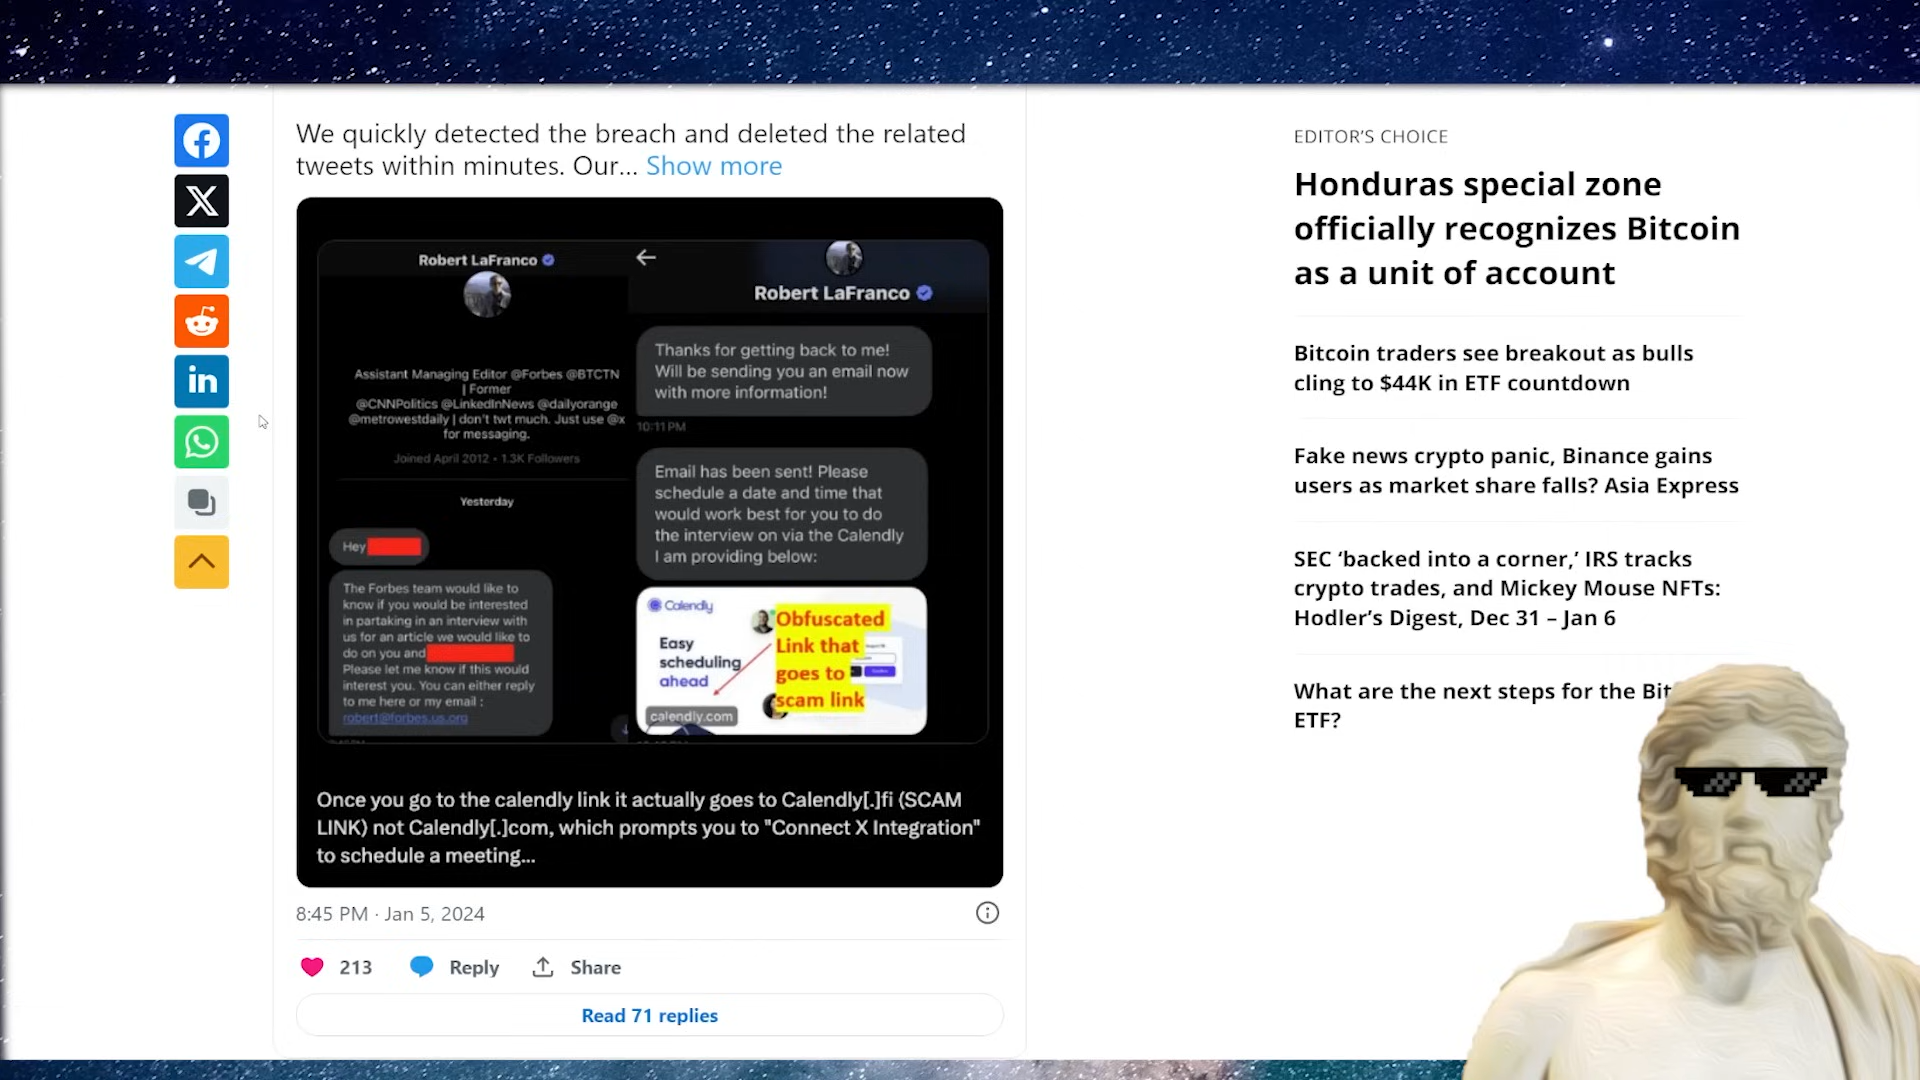 We quickly detected the breach and deleted the related
tweets within minutes. Our... Show more
Robert LaFranco
Assistant Managing Editor @Forbes @BTCTN
| Former
@CNNPolitics @LinkedInNews @dailyorange
@metrowestdaily | don't twt much. Just use @x
for messaging.
Joined April 2012 • 1.3K Followers
Yesterday
Hey
The Forbes team would like to
know if you would be interested
in partaking in an interview with
us for an article we would like to
do on you and
Please let me know if this would
interest you. You can either reply
to me here or my email :
robert@forbes.us.org
Robert LaFranco
Thanks for getting back to me!
Will be sending you an email now
with more information!
10:11 PM
Email has been sent! Please
schedule a date and time that
would work best for you to do
the interview on via the Calendly
I am providing below:
Calendly
Easy
scheduling
ahead
calendly.com
Obfuscated
Link that
goes to
scam link
Once you go to the calendly link it actually goes to Calendly[.]fi (SCAM
LINK) not Calendly[.]com, which prompts you to "Connect X Integration"
to schedule a meeting...
8:45 PM · Jan 5, 2024
213 Reply Share
Read 71 replies
EDITOR'S CHOICE
Honduras special zone
officially recognizes Bitcoin
as a unit of account
Bitcoin traders see breakout as bulls
cling to $44K in ETF countdown
Fake news crypto panic, Binance gains
users as market share falls? Asia Express
SEC ‘backed into a corner,’ IRS tracks
crypto trades, and Mickey Mouse NFTs:
Hodler’s Digest, Dec 31 – Jan 6
What are the next steps for the Bit
ETF?